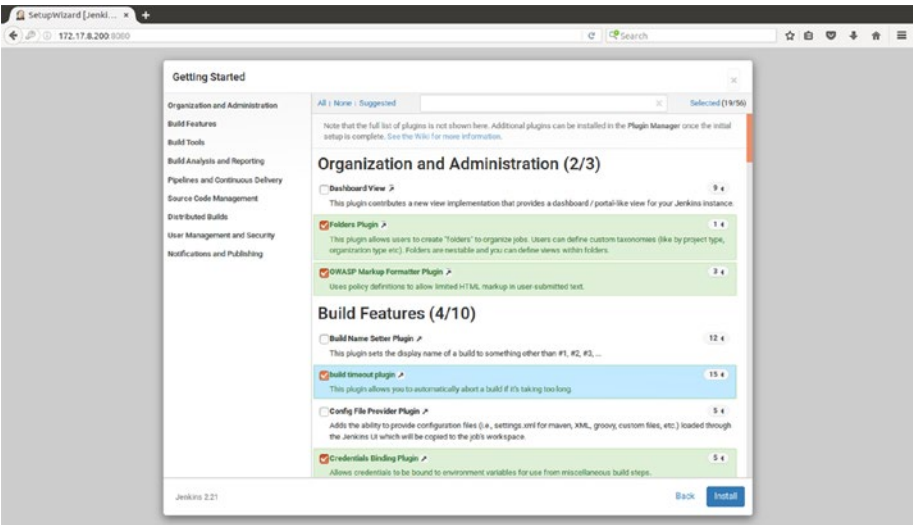 SetupWizard [Jenki...
172.17.8.200:8080
Search
Getting Started
Organization and Administration
Build Features
Build Tools
Build Analysis and Reporting
Pipelines and Continuous Delivery
Source Code Management
Distributed Builds
User Management and Security
Notifications and Publishing
All | None | Suggested
Selected (19/56)
Note that the full list of plugins is not shown here. Additional plugins can be installed in the Plugin Manager once the initial
setup is complete. See the Wiki for more information.
Organization and Administration (2/3)
Dashboard View
9
This plugin contributes a new view implementation that provides a dashboard / portal-like view for your Jenkins instance.
Folders Plugin
1
This plugin allows users to create "folders" to organize jobs. Users can define custom taxonomies (like by project type,
organization type etc). Folders are nestable and you can define views within folders.
OWASP Markup Formatter Plugin
3
Uses policy definitions to allow limited HTML markup in user-submitted text.
Build Features (4/10)
Build Name Setter Plugin
12
This plugin sets the display name of a build to something other than #1, #2, #3, ...
build timeout plugin
15
This plugin allows you to automatically abort a build if it's taking too long.
Config File Provider Plugin
5
Adds the ability to provide configuration files (i.e., settings.xml for maven, XML, groovy, custom files, etc.) loaded through
the Jenkins UI which will be copied to the job's workspace.
Credentials Binding Plugin
5
Allows credentials to be bound to environment variables for use from miscellaneous build steps.
Jenkins 2.21
Back
Install